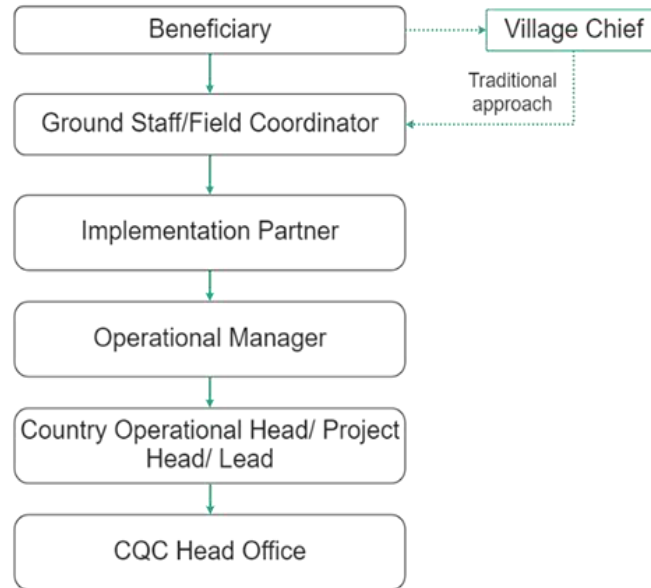 Beneficiary
Village Chief
Traditional
approach
Ground Staff/Field Coordinator
Implementation Partner
Operational Manager
Country Operational Head/ Project
Head/ Lead
CQC Head Office